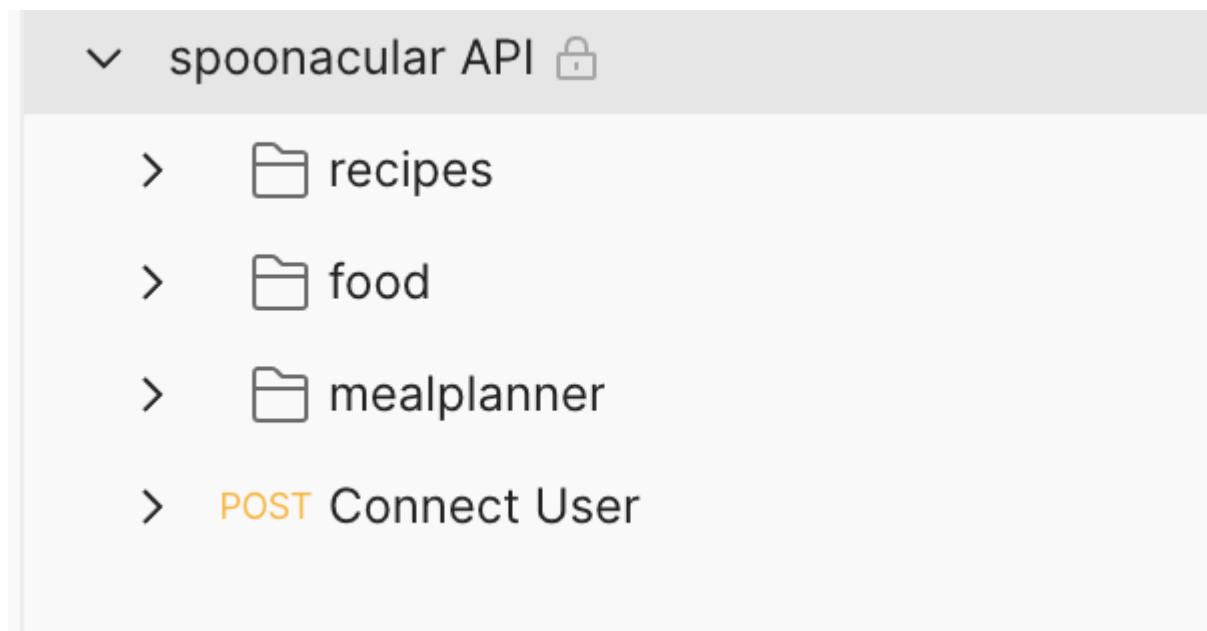 spoonacular API
recipes
food
mealplanner
POST Connect User